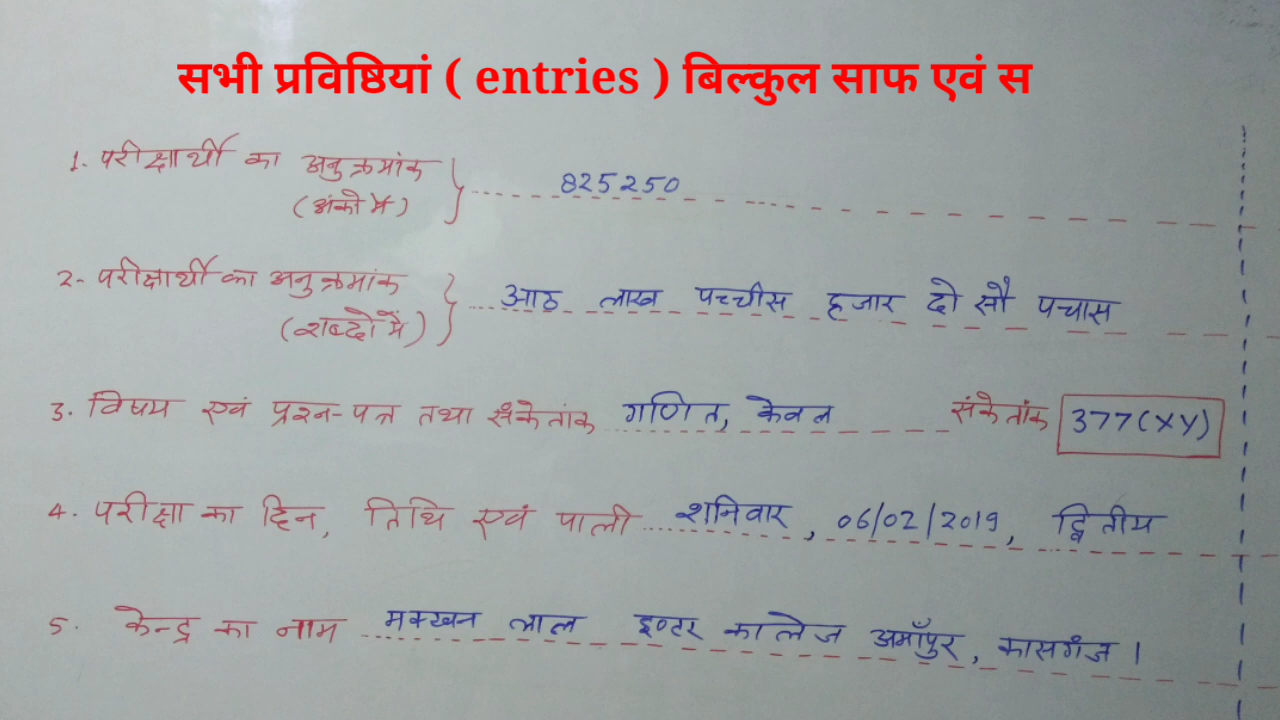 सभी प्रविष्ठियां ( entries ) बिल्कुल साफ एवं स
1. परीक्षार्थी का अनुक्रमांक (अंको में) 825250
2- परीक्षार्थी का अनुक्रमांक (शब्दो में) आठ लाख पच्चीस हजार दो सौ पचास
3. विषय एवं प्रश्न-पत्र तथा संकेतांक गणित, केवल संकेतांक 377(XY)
4. परीक्षा का दिन, तिथि एवं पाली शनिवार, 06/02/2019, द्वितीय
5. केन्द्र का नाम मक्खन लाल इण्टर कालेज अमाँपुर, कासगंज।